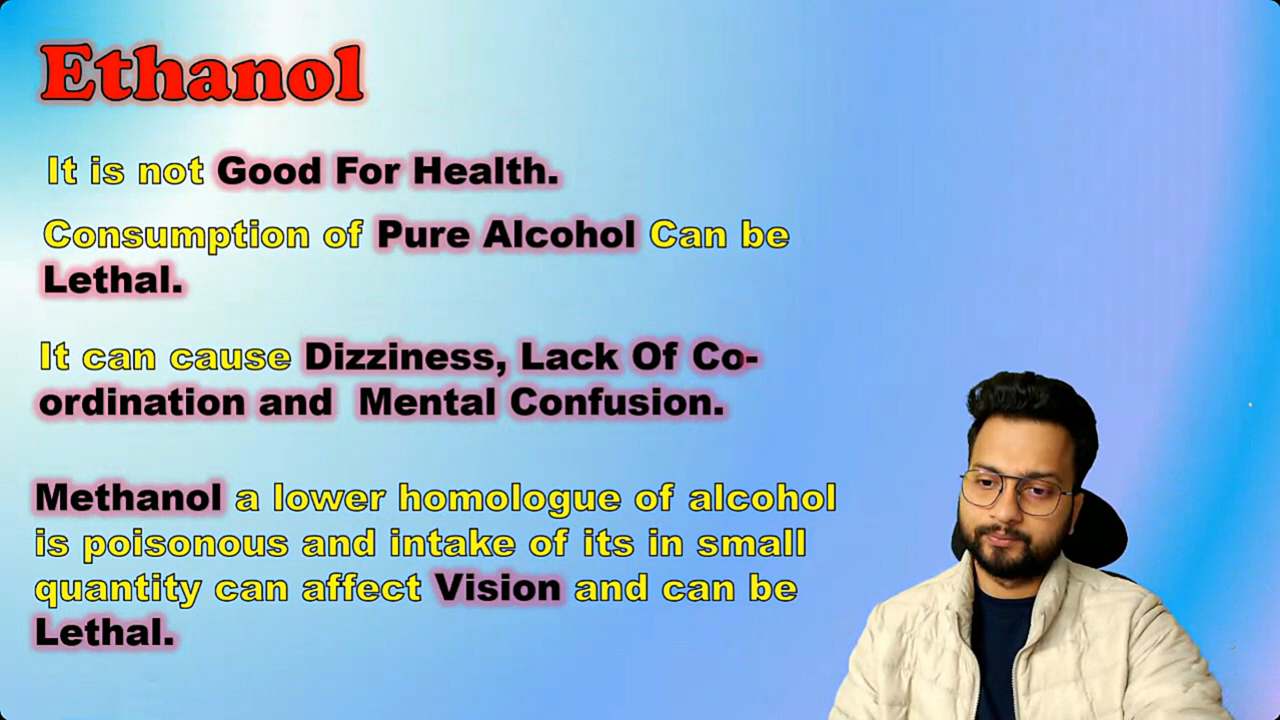 Ethanol
It is not Good For Health.
Consumption of Pure Alcohol Can be
Lethal.
It can cause Dizziness, Lack Of Co-
ordination and Mental Confusion.
Methanol a lower homologue of alcohol
is poisonous and intake of its in small
quantity can affect Vision and can be
Lethal.